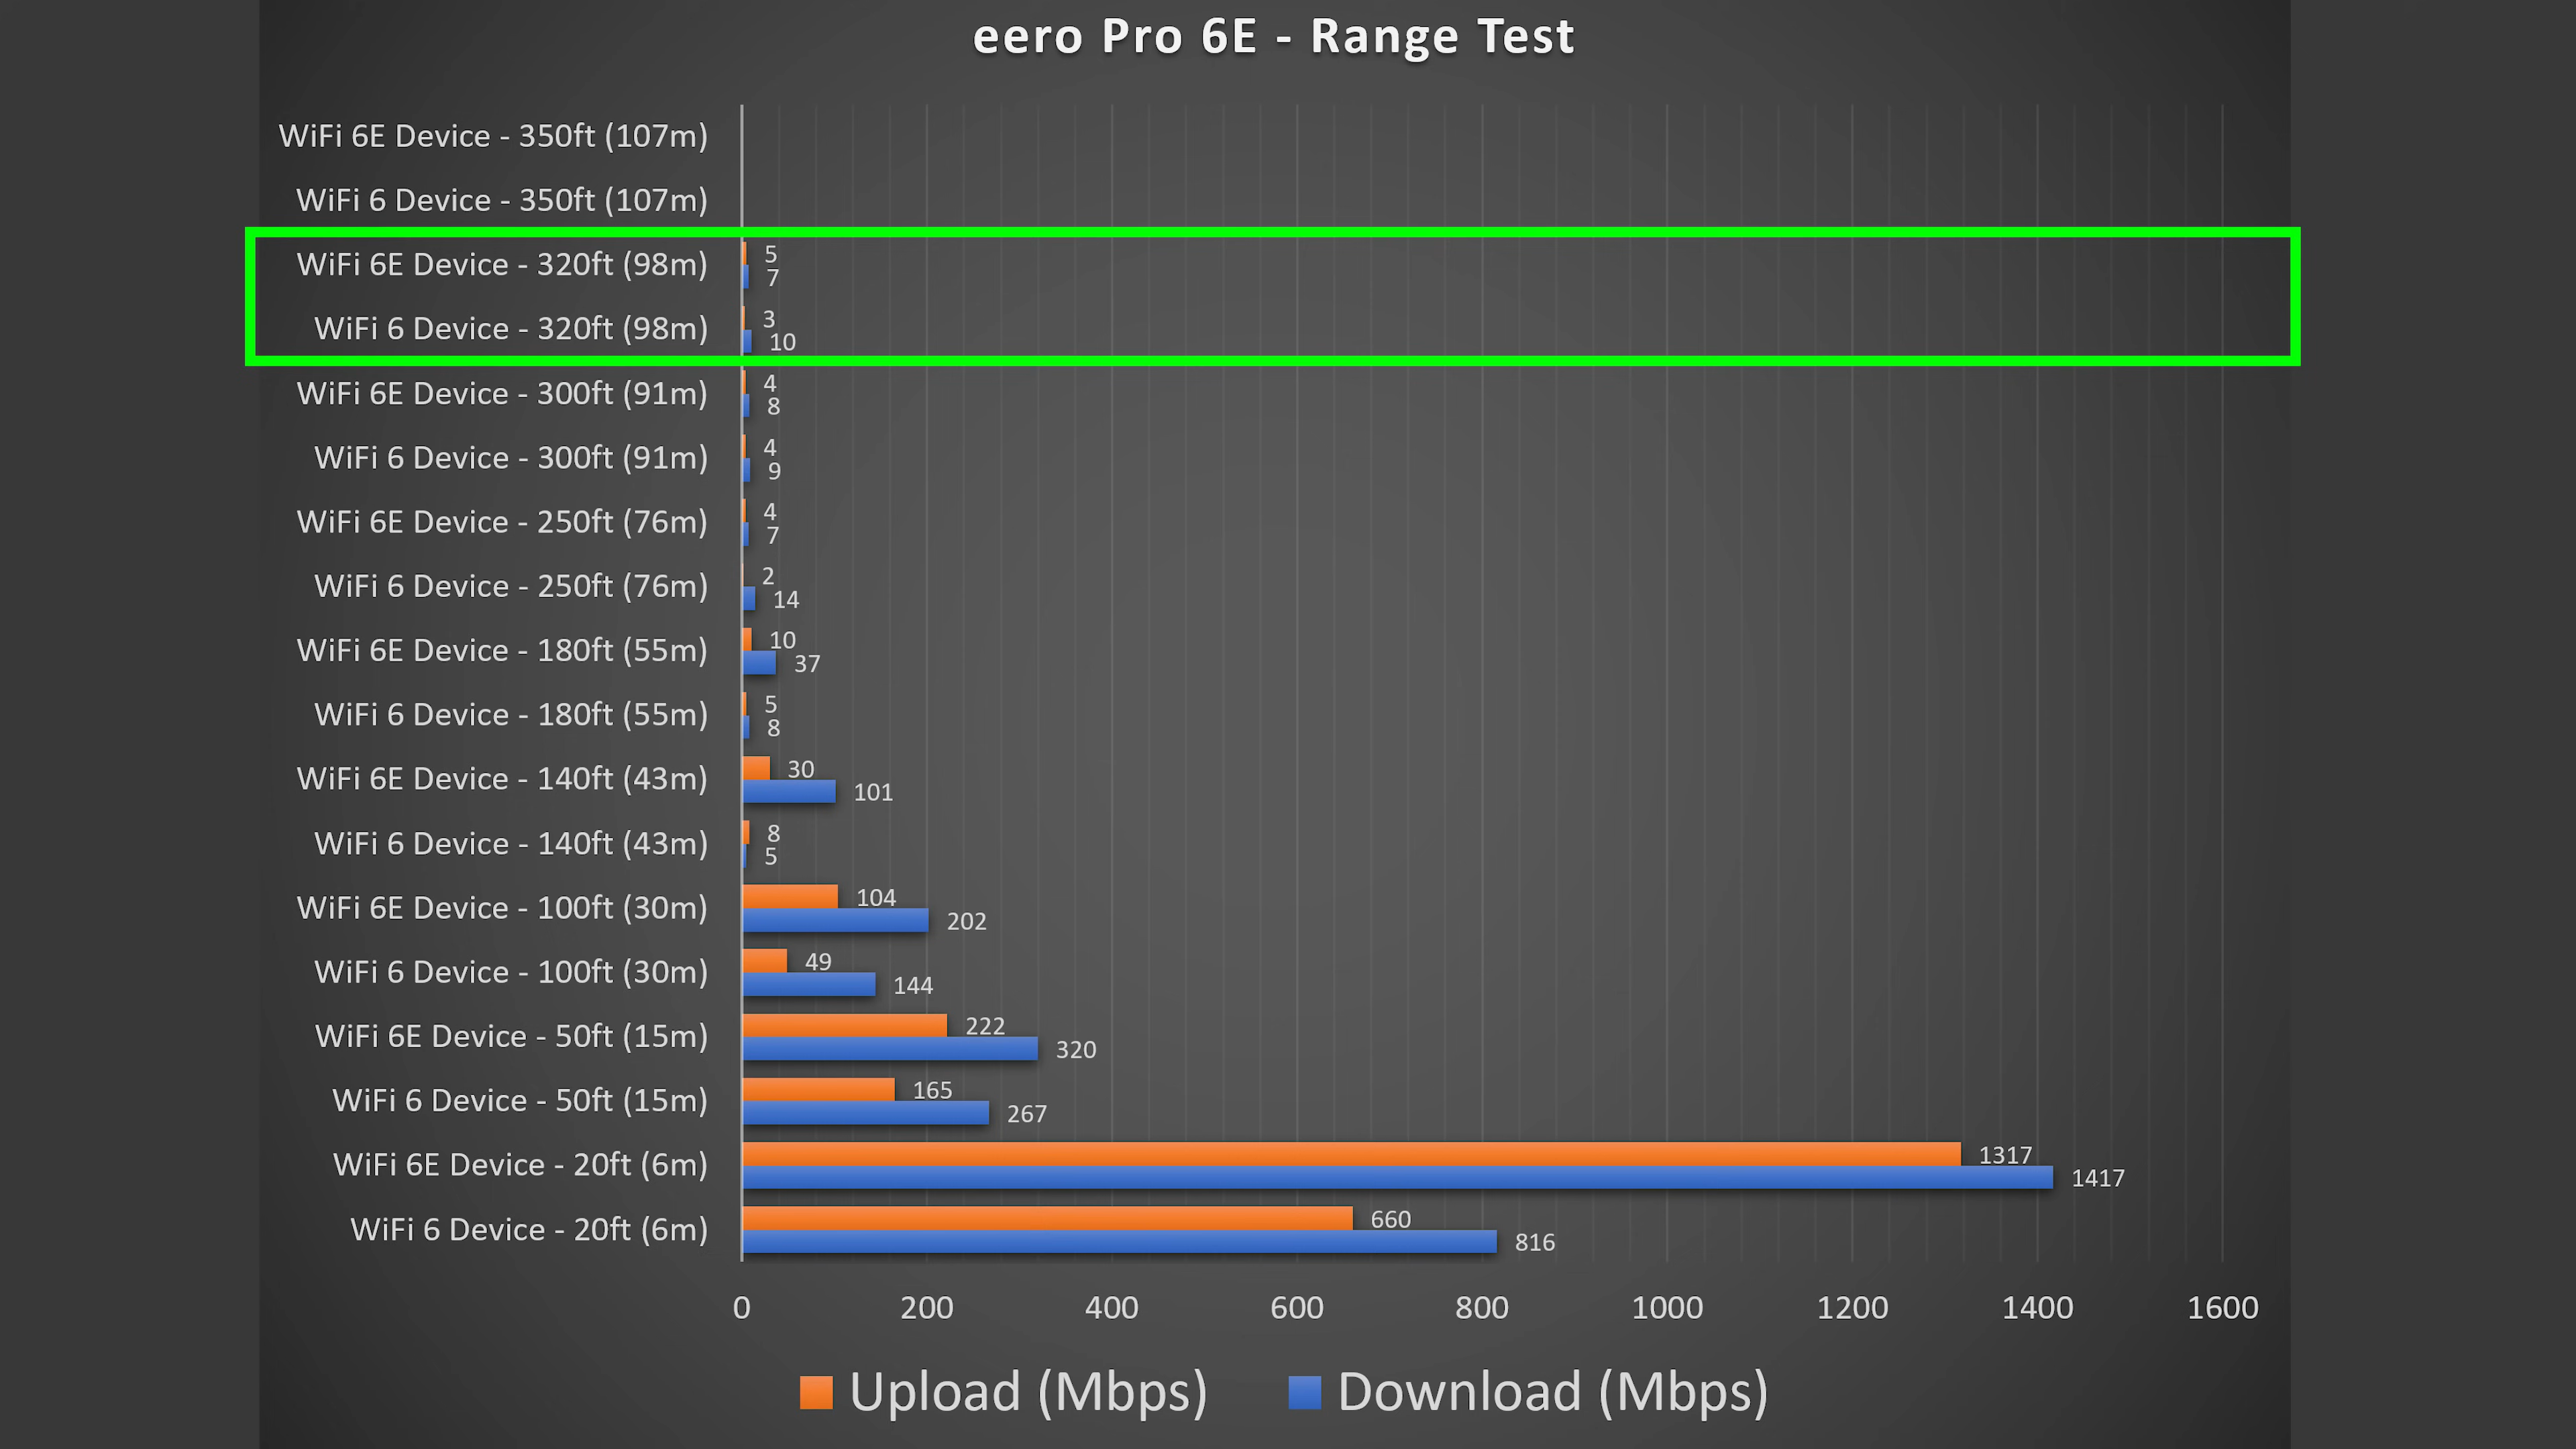 eero Pro 6E - Range Test
WiFi 6E Device - 350ft (107m)
WiFi 6 Device - 350ft (107m)
WiFi 6E Device - 320ft (98m)
5
7
WiFi 6 Device - 320ft (98m)
3
10
WiFi 6E Device - 300ft (91m)
4
8
WiFi 6 Device - 300ft (91m)
4
9
WiFi 6E Device - 250ft (76m)
4
7
WiFi 6 Device - 250ft (76m)
2
14
WiFi 6E Device - 180ft (55m)
10
37
WiFi 6 Device - 180ft (55m)
5
8
WiFi 6E Device - 140ft (43m)
30
101
WiFi 6 Device - 140ft (43m)
8
5
WiFi 6E Device - 100ft (30m)
104
202
WiFi 6 Device - 100ft (30m)
49
144
WiFi 6E Device - 50ft (15m)
222
320
WiFi 6 Device - 50ft (15m)
165
267
WiFi 6E Device - 20ft (6m)
1317
1417
WiFi 6 Device - 20ft (6m)
660
816
0 200 400 600 800 1000 1200 1400 1600
Upload (Mbps) Download (Mbps)